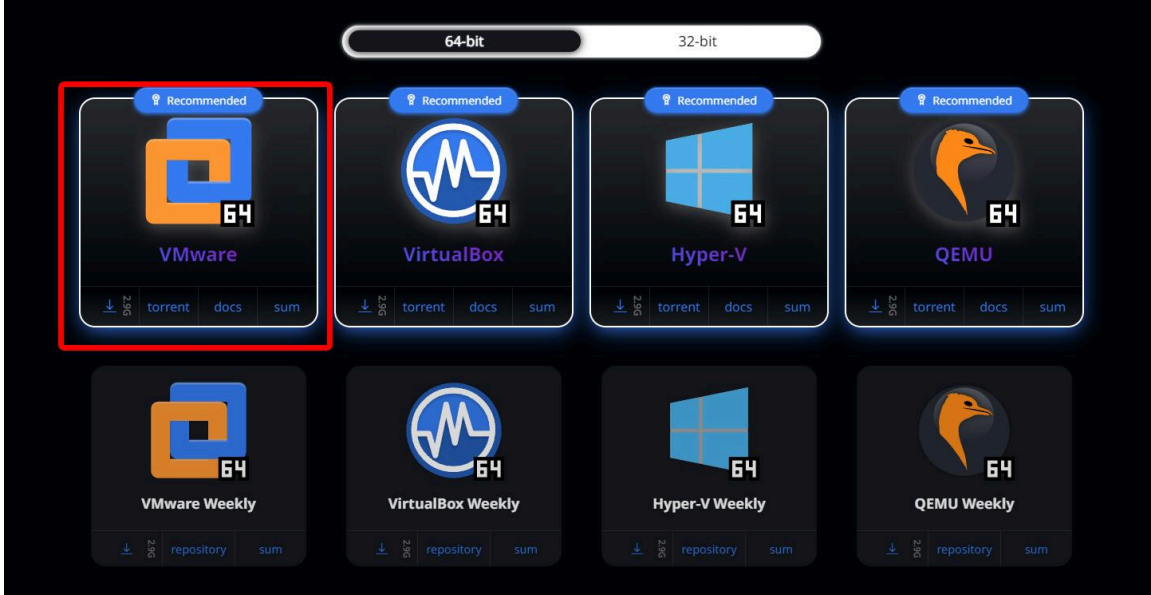 64-bit 32-bit
Recommended Recommended Recommended Recommended
64 64 64 64
VMware VirtualBox Hyper-V QEMU
2.9G torrent docs sum 2.9G torrent docs sum 2.9G torrent docs sum 2.9G torrent docs sum
64 64 64 64
VMware Weekly VirtualBox Weekly Hyper-V Weekly QEMU Weekly
2.9G repository sum 2.9G repository sum 2.9G repository sum 2.9G repository sum